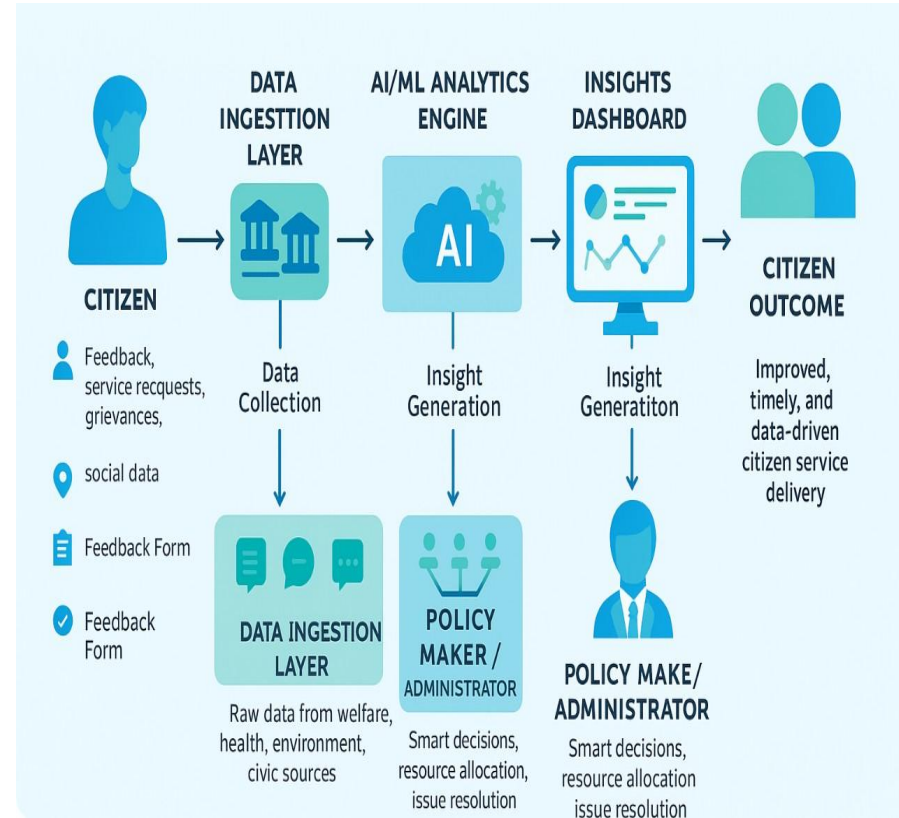 DATA
INGESTTION
LAYER
AI/ML ANALYTICS
ENGINE
INSIGHTS
DASHBOARD
AI
CITIZEN
CITIZEN
OUTCOME
Feedback,
service recquests,
grievances,
social data
Feedback Form
Feedback
Form
Data
Collection
Insight
Generation
Insight
Generatiton
Improved,
timely, and
data-driven
citizen service
delivery
DATA INGESTION
LAYER
Raw data from welfare,
health, environment,
civic sources
POLICY
MAKER /
ADMINISTRATOR
Smart decisions,
resource allocation,
issue resolution
POLICY MAKE/
ADMINISTRATOR
Smart decisions,
resource allocation
issue resolution